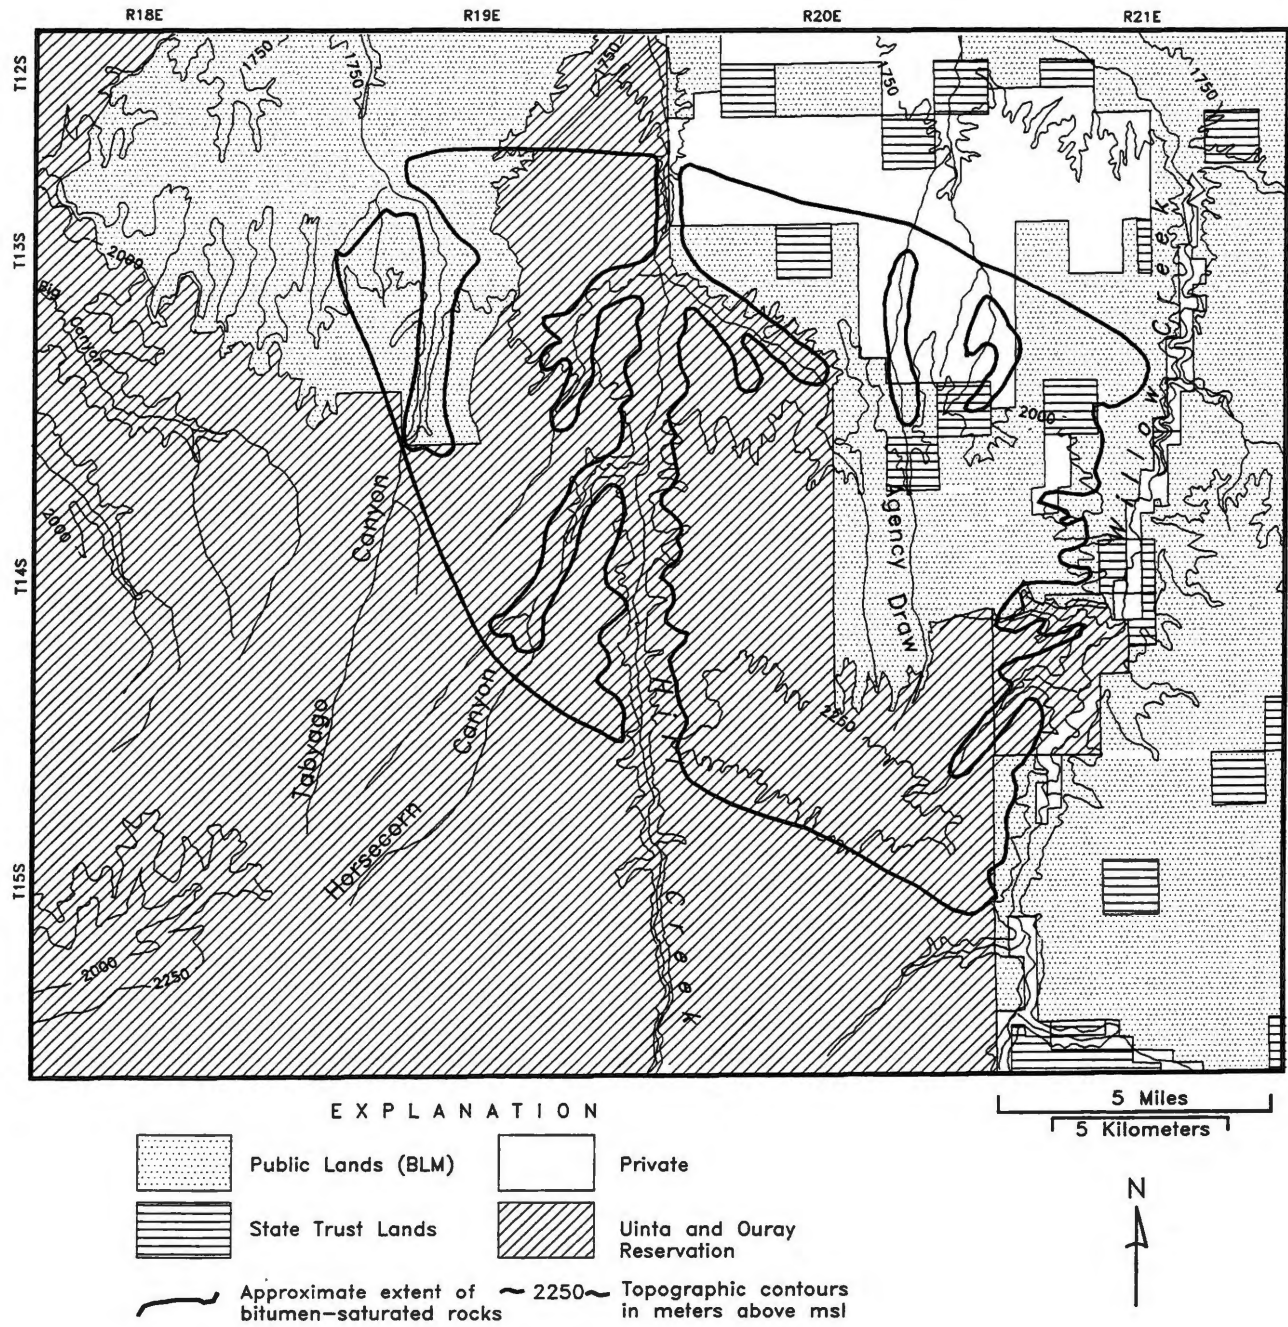 R18E R19E R20E R21E
T12S
T13S
T14S
T15S
1750
1750
1750
1750
1750
2000
Big Canyon
2000
2000
2250
2000
2250
Tabyago Canyon
Horsecorn Canyon
Hill Creek
Agency Draw
Willow Creek
EXPLANATION
Public Lands (BLM)
Private
State Trust Lands
Uinta and Ouray
Reservation
Approximate extent of
bitumen-saturated rocks
2250
Topographic contours
in meters above msl
5 Miles
5 Kilometers
N